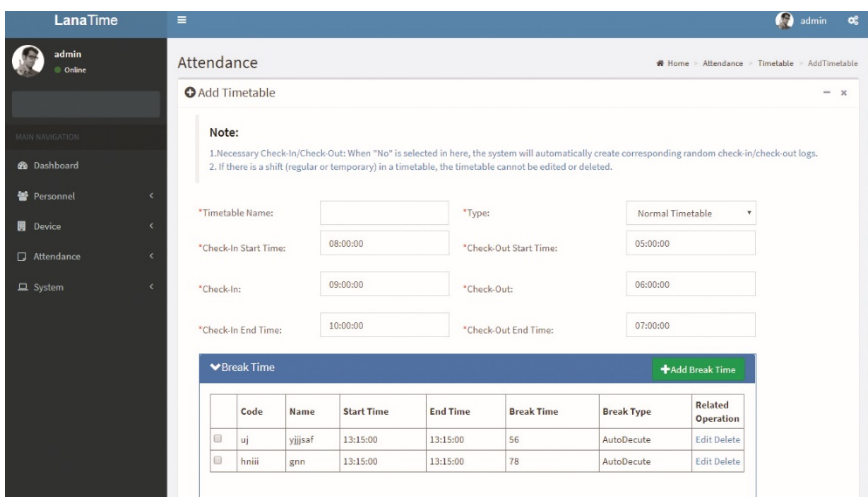 LanaTime
admin
admin
Online
Attendance
Home > Attendance > Timetable > AddTimetable
Add Timetable
MAIN NAVIGATION
Dashboard
Personnel
Device
Attendance
System
Note:
1.Necessary Check-In/Check-Out: When "No" is selected in here, the system will automatically create corresponding random check-in/check-out logs.
2. If there is a shift (regular or temporary) in a timetable, the timetable cannot be edited or deleted.
*Timetable Name: *Type: Normal Timetable
*Check-In Start Time: 08:00:00 *Check-Out Start Time: 05:00:00
*Check-In: 09:00:00 *Check-Out: 06:00:00
*Check-In End Time: 10:00:00 *Check-Out End Time: 07:00:00
Break Time Add Break Time
Code Name Start Time End Time Break Time Break Type Related Operation
uj yjjjsaf 13:15:00 13:15:00 56 AutoDecute Edit Delete
hniii gnn 13:15:00 13:15:00 78 AutoDecute Edit Delete